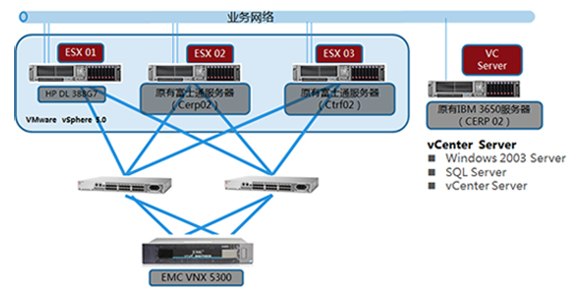 业务网络
ESX 01
ESX 02
ESX 03
VC
Server
HP DL 388G7
原有富士通服务器
(Cerp02)
原有富士通服务器
(Ctrf02)
原有IBM 3650服务器
(CERP 02)
VMware vSphere 5.0
vCenter Server
Windows 2003 Server
SQL Server
vCenter Server
EMC
EMC VNX 5300